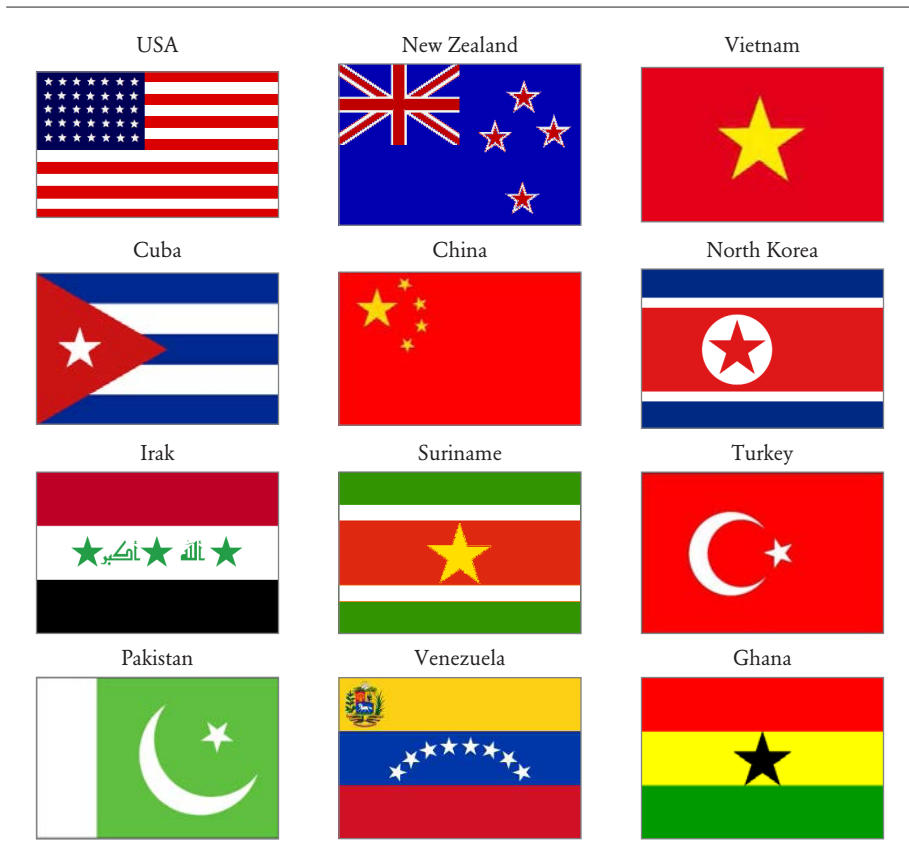 USA
New Zealand
Vietnam
Cuba
China
North Korea
Irak
Suriname
Turkey
الله أكبر
Pakistan
Venezuela
Ghana